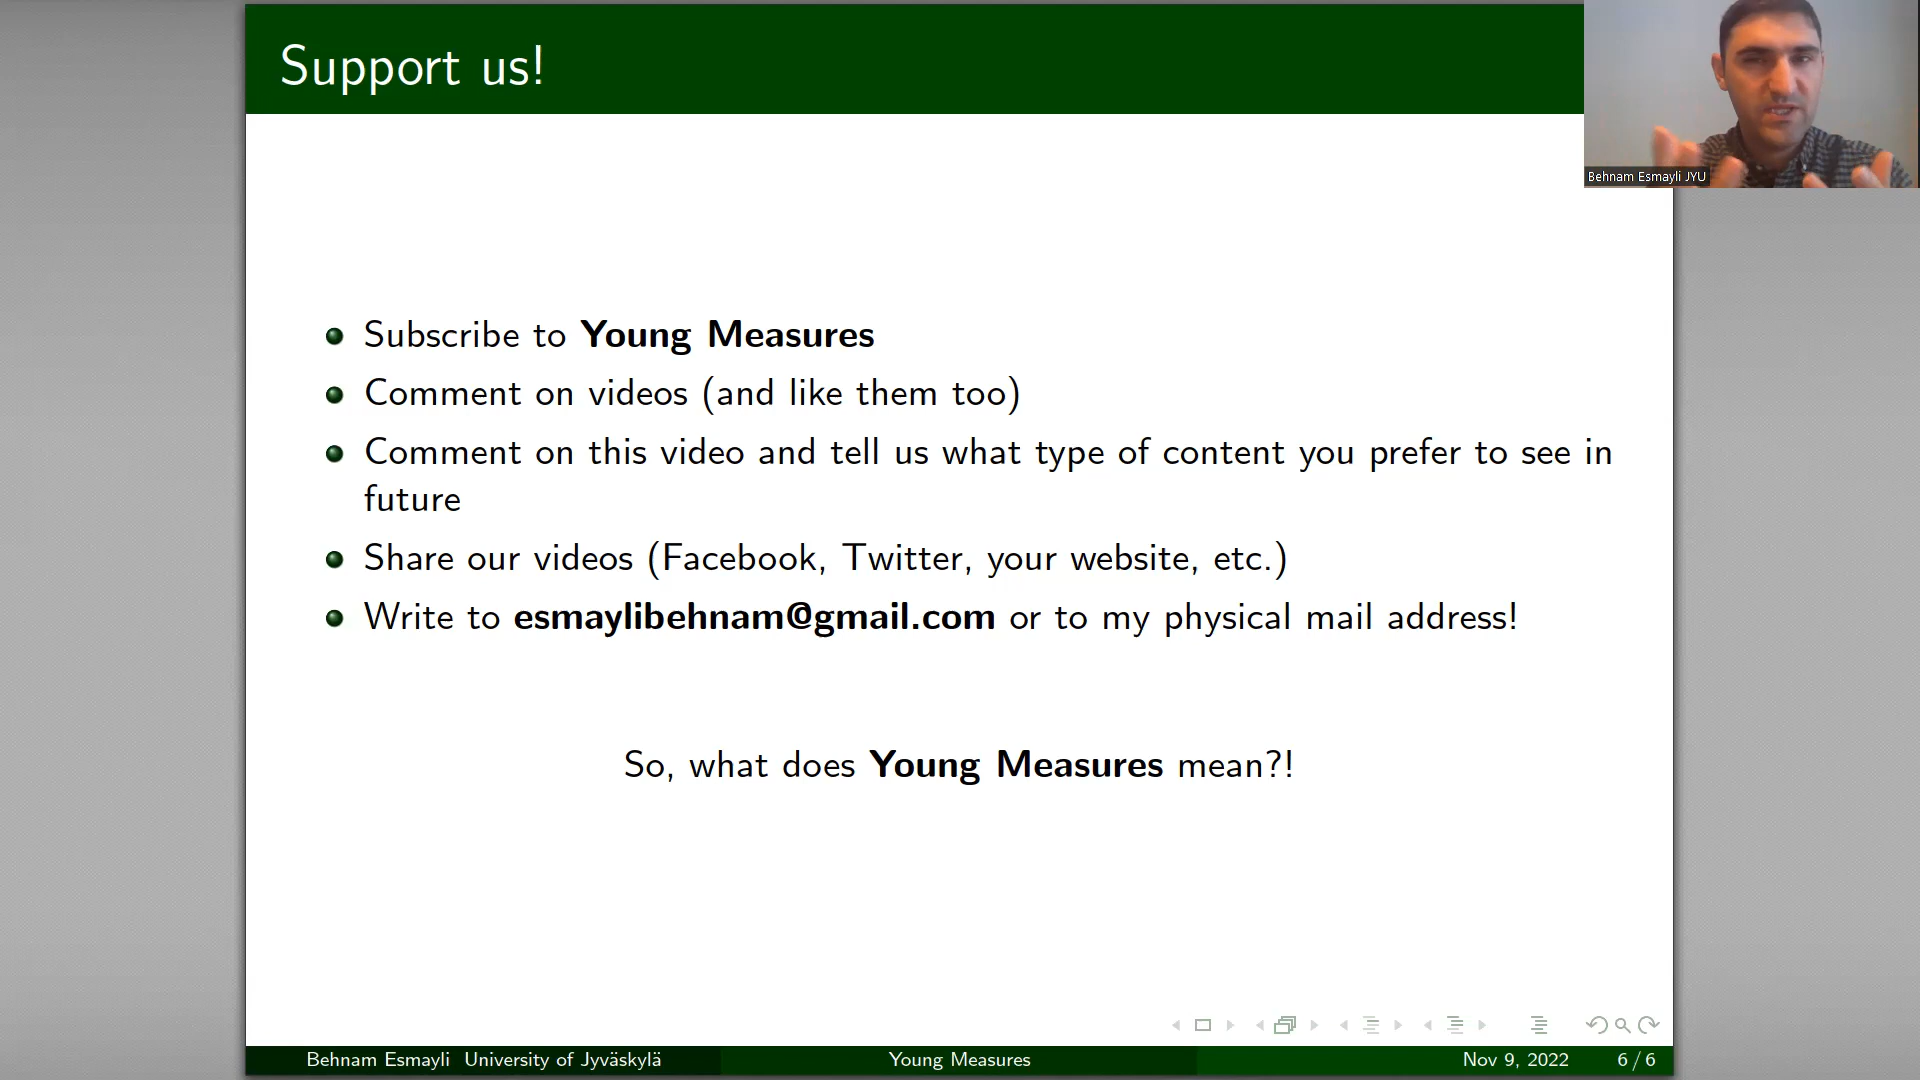 Support us!
Behnam Esmayli JYU
Subscribe to Young Measures
Comment on videos (and like them too)
Comment on this video and tell us what type of content you prefer to see in
future
Share our videos (Facebook, Twitter, your website, etc.)
Write to esmaylibehnam@gmail.com or to my physical mail address!
So, what does Young Measures mean?!
Behnam Esmayli University of Jyväskylä Young Measures Nov 9, 2022 6 / 6